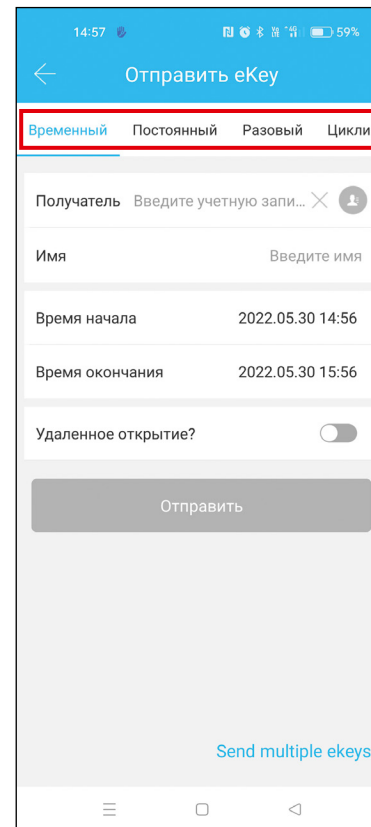 14:57 59%
Отправить eKey
Временный Постоянный Разовый Цикли
Получатель Введите учетную запи...
Имя Введите имя
Время начала 2022.05.30 14:56
Время окончания 2022.05.30 15:56
Удаленное открытие?
Отправить
Send multiple ekeys